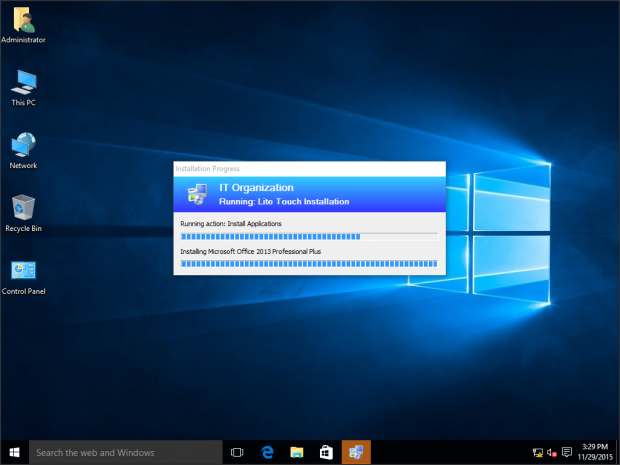 Administrator
This PC
Network
Recycle Bin
Control Panel
Installation Progress
IT Organization
Running: Lite Touch Installation
Running action: Install Applications
Installing Microsoft Office 2013 Professional Plus
Search the web and Windows
3:29 PM
11/29/2015